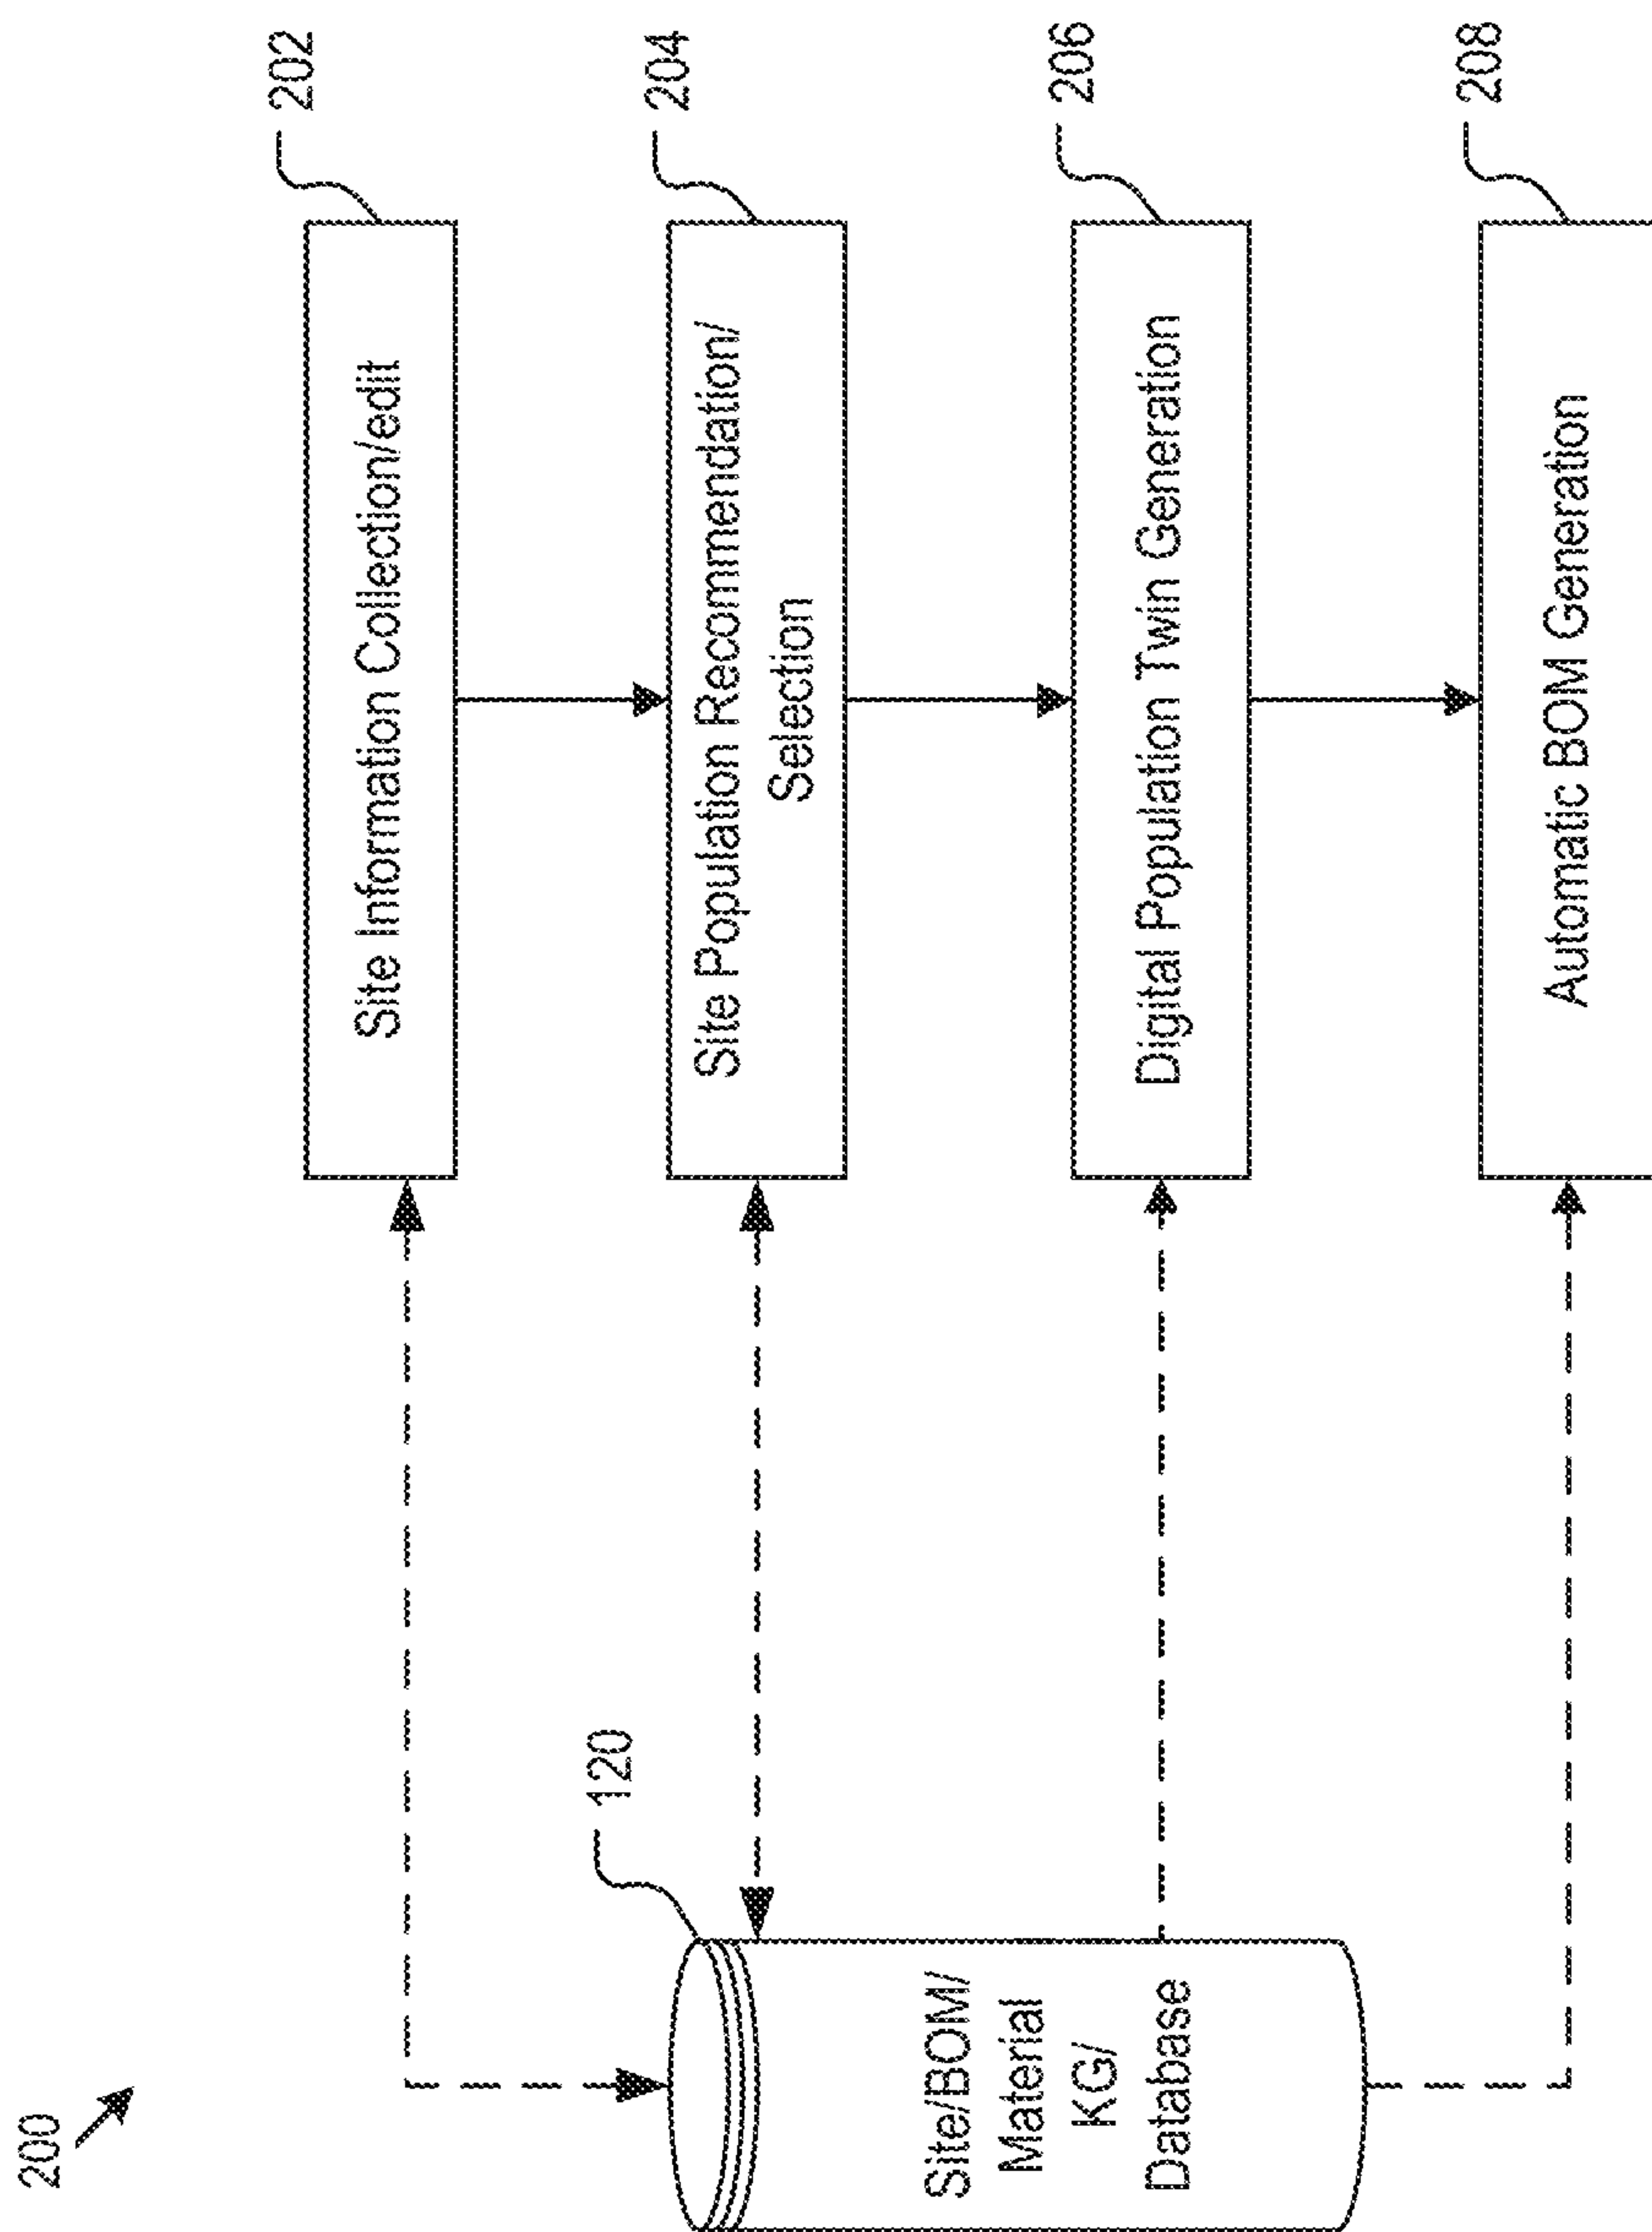 200
Site Information Collection/edit
202
Site Population Recommendation/
Selection
204
120
Site/BOM/
Material
KG/
Database
Digital Population Twin Generation
206
Automatic BOM Generation
208